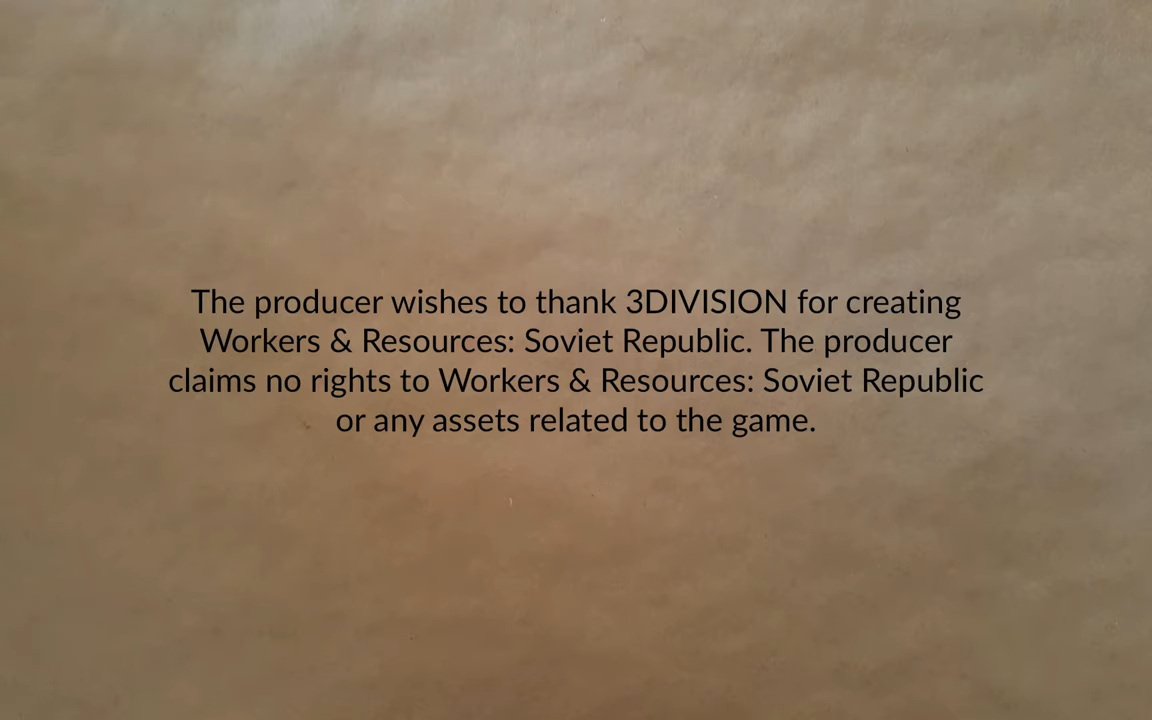 The producer wishes to thank 3DIVISION for creating
Workers & Resources: Soviet Republic. The producer
claims no rights to Workers & Resources: Soviet Republic
or any assets related to the game.